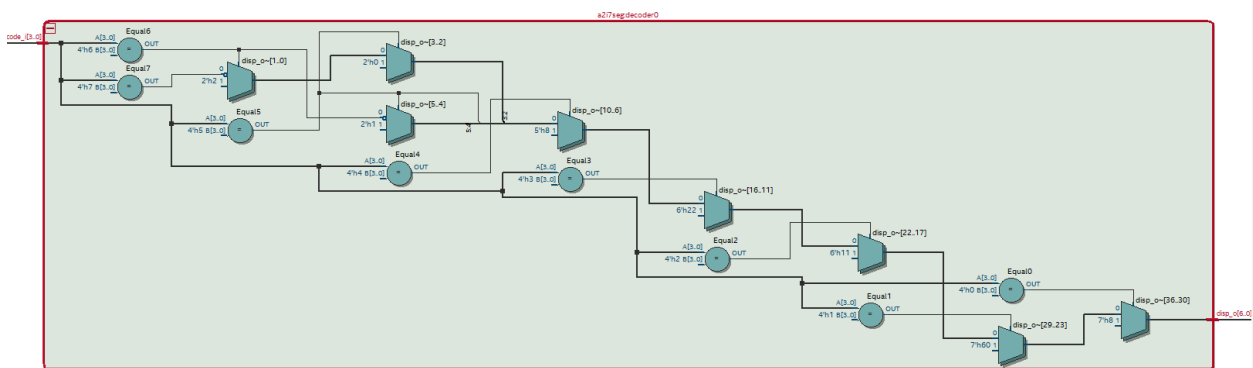 a2i7seg:decoder0
code_i[3..0]
Equal6
A[3..0]
4'h6 B[3..0]
=
OUT
Equal7
A[3..0]
4'h7 B[3..0]
=
OUT
disp_o~[1..0]
0
2'h2 1
Equal5
A[3..0]
4'h5 B[3..0]
=
OUT
disp_o~[3..2]
0
2'h0 1
disp_o~[5..4]
0
2'h1 1
5:4
3:2
Equal4
A[3..0]
4'h4 B[3..0]
=
OUT
disp_o~[10..6]
0
5'h8 1
Equal3
A[3..0]
4'h3 B[3..0]
=
OUT
disp_o~[16..11]
0
6'h22 1
Equal2
A[3..0]
4'h2 B[3..0]
=
OUT
disp_o~[22..17]
0
6'h11 1
Equal1
A[3..0]
4'h1 B[3..0]
=
OUT
Equal0
A[3..0]
4'h0 B[3..0]
=
OUT
disp_o~[29..23]
0
7'h60 1
disp_o~[36..30]
0
7'h8 1
disp_o[6..0]